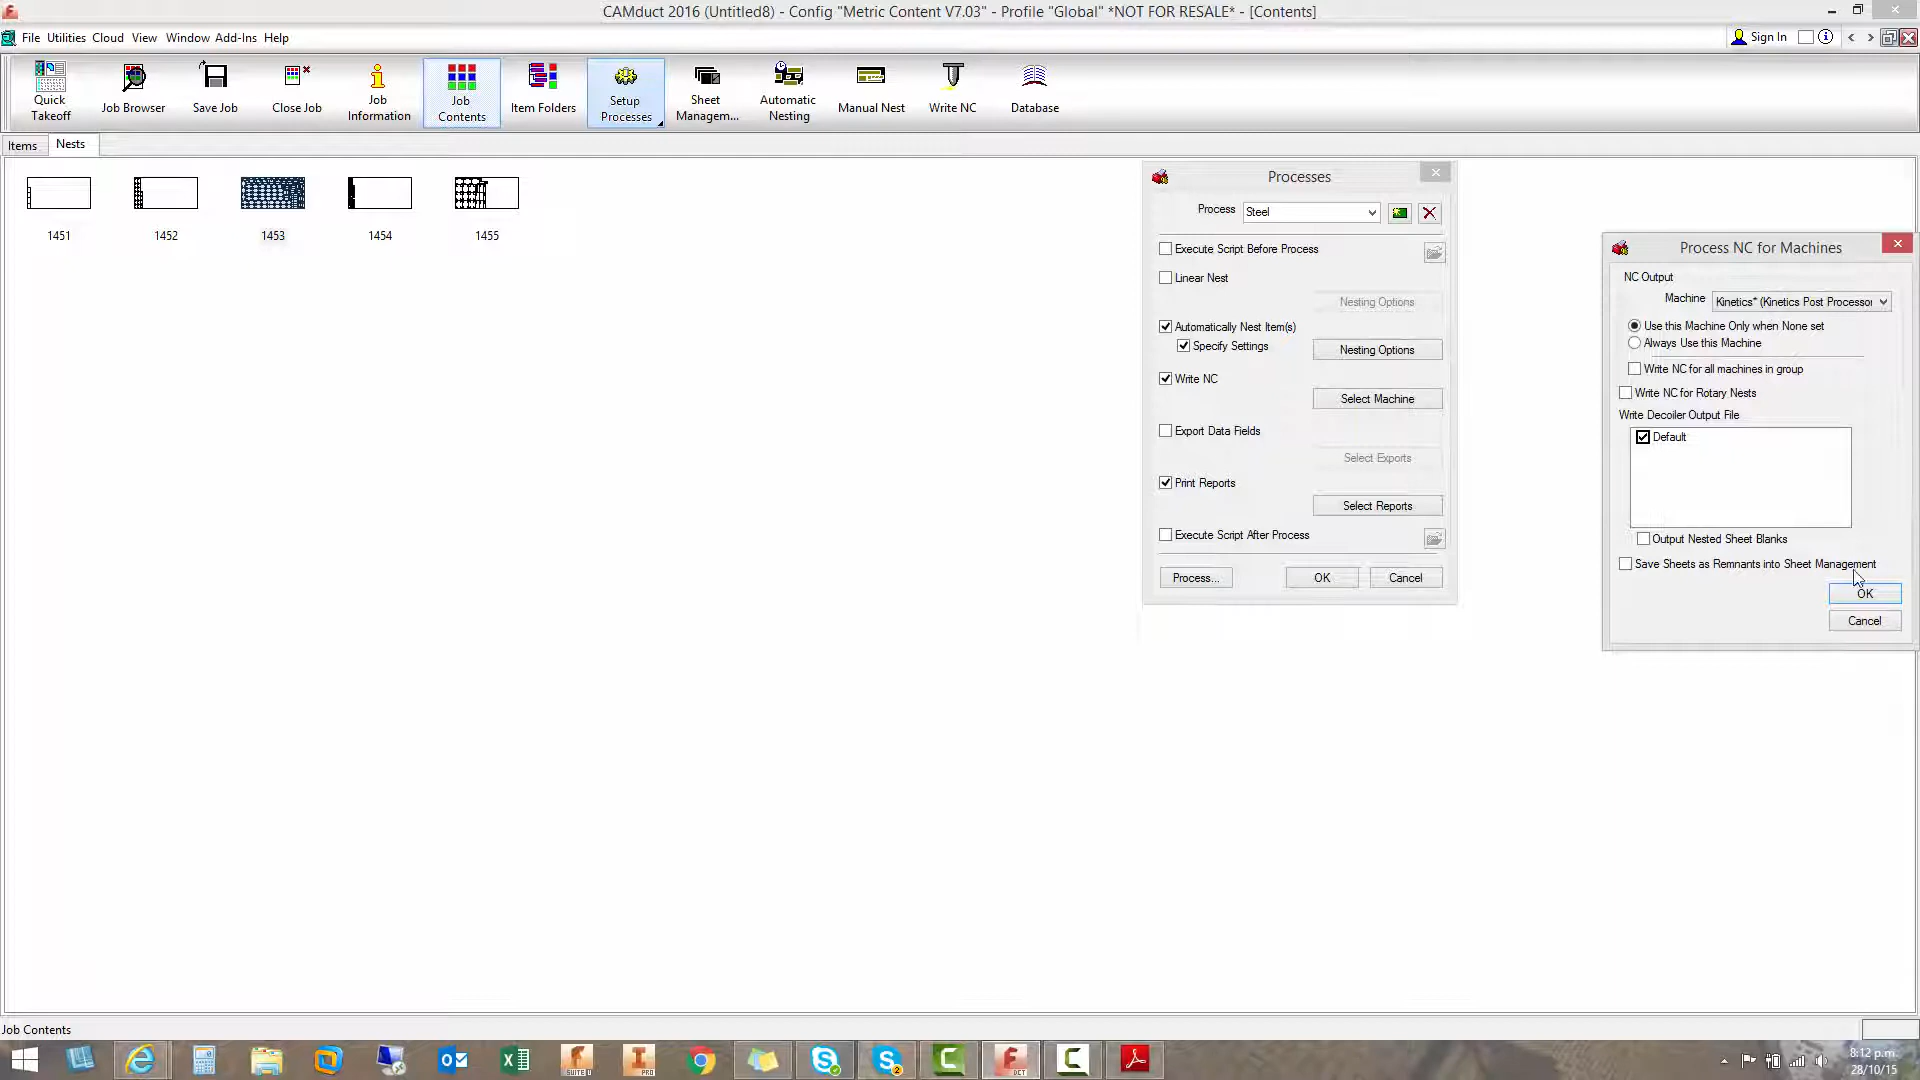 CAMduct 2016 (Untitled8) - Config "Metric Content V7.03" - Profile "Global" *NOT FOR RESALE* - [Contents]
File Utilities Cloud View Window Add-Ins Help
Sign In
Quick Takeoff
Job Browser
Save Job
Close Job
Job Information
Job Contents
Item Folders
Setup Processes
Sheet Managem...
Automatic Nesting
Manual Nest
Write NC
Database
Items
Nests
1451
1452
1453
1454
1455
Processes
Process Steel
Execute Script Before Process
Linear Nest
Nesting Options
Automatically Nest Item(s)
Specify Settings
Nesting Options
Write NC
Select Machine
Export Data Fields
Select Exports
Print Reports
Select Reports
Execute Script After Process
Process...
OK
Cancel
Process NC for Machines
NC Output
Machine Kinetics* (Kinetics Post Processor
Use this Machine Only when None set
Always Use this Machine
Write NC for all machines in group
Write NC for Rotary Nests
Write Decoiler Output File
Default
Output Nested Sheet Blanks
Save Sheets as Remnants into Sheet Management
OK
Cancel
Job Contents
8:12 p.m.
28/10/15